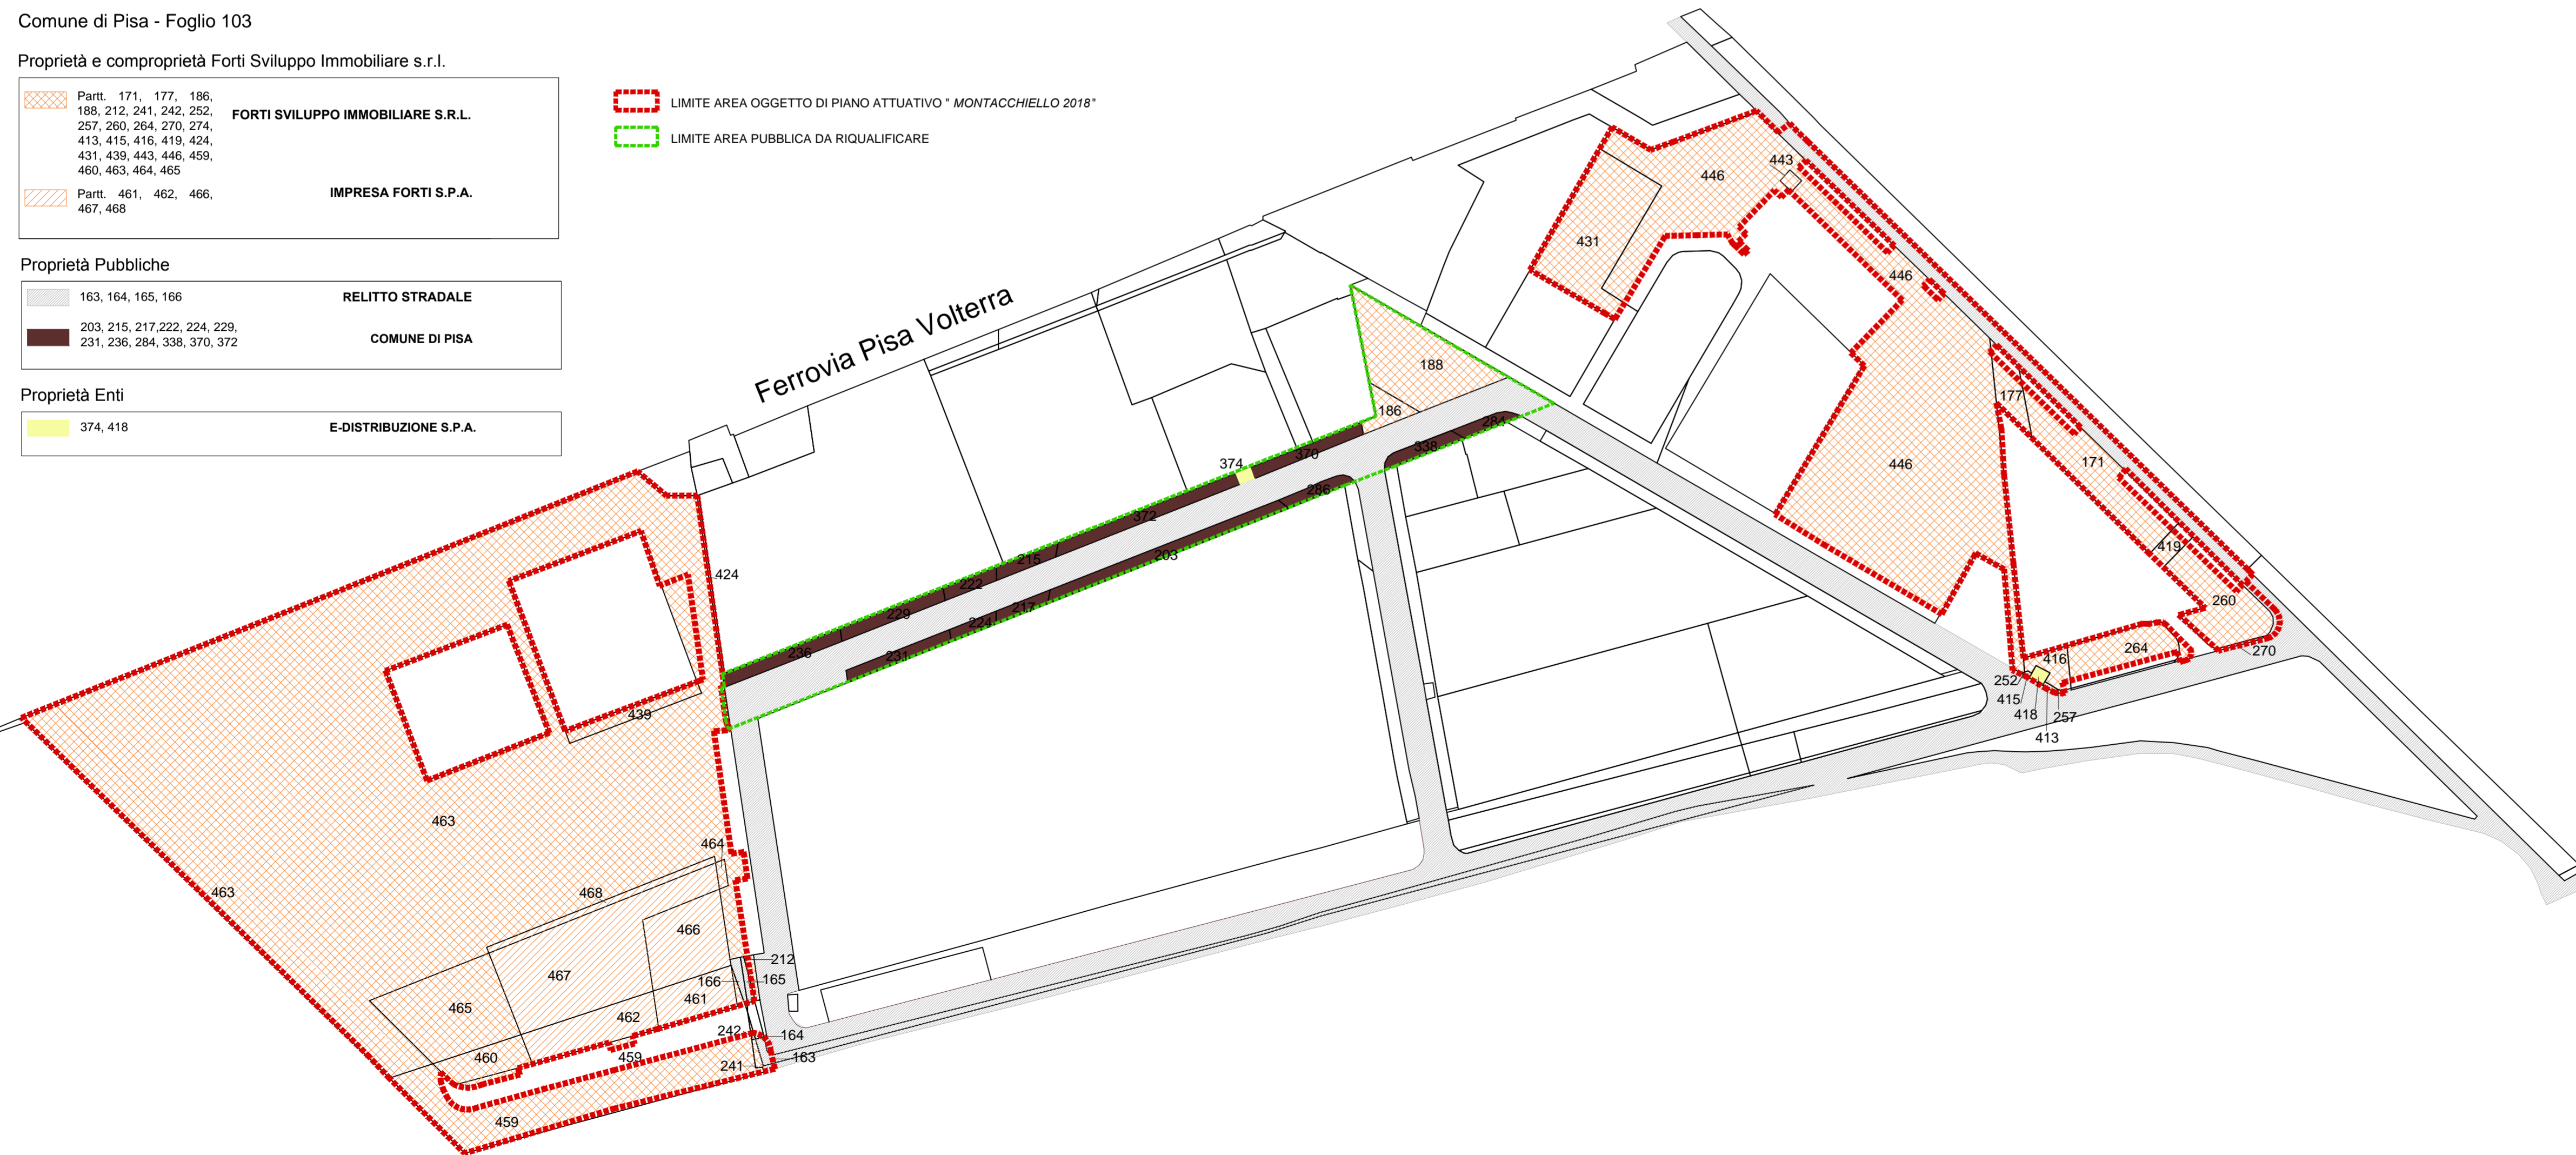 Comune di Pisa - Foglio 103
Proprietà e comproprietà Forti Sviluppo Immobiliare s.r.l.
Partt. 171, 177, 186,
188, 212, 241, 242, 252,
257, 260, 264, 270, 274,
413, 415, 416, 419, 424,
431, 439, 443, 446, 459,
460, 463, 464, 465
FORTI SVILUPPO IMMOBILIARE S.R.L.
Partt. 461, 462, 466,
467, 468
IMPRESA FORTI S.P.A.
Proprietà Pubbliche
163, 164, 165, 166
RELITTO STRADALE
203, 215, 217,222, 224, 229,
231, 236, 284, 338, 370, 372
COMUNE DI PISA
Proprietà Enti
374, 418
E-DISTRIBUZIONE S.P.A.
LIMITE AREA OGGETTO DI PIANO ATTUATIVO " MONTACCHIELLO 2018"
LIMITE AREA PUBBLICA DA RIQUALIFICARE
Ferrovia Pisa Volterra
443
446
431
446
188
177
186
284
338
370
374
446
171
286
372
203
215
419
424
222
217
229
224
260
236
231
264
270
416
252
415
418
257
413
439
463
464
463
468
466
212
467
166
165
461
465
462
242
164
460
459
163
241
459